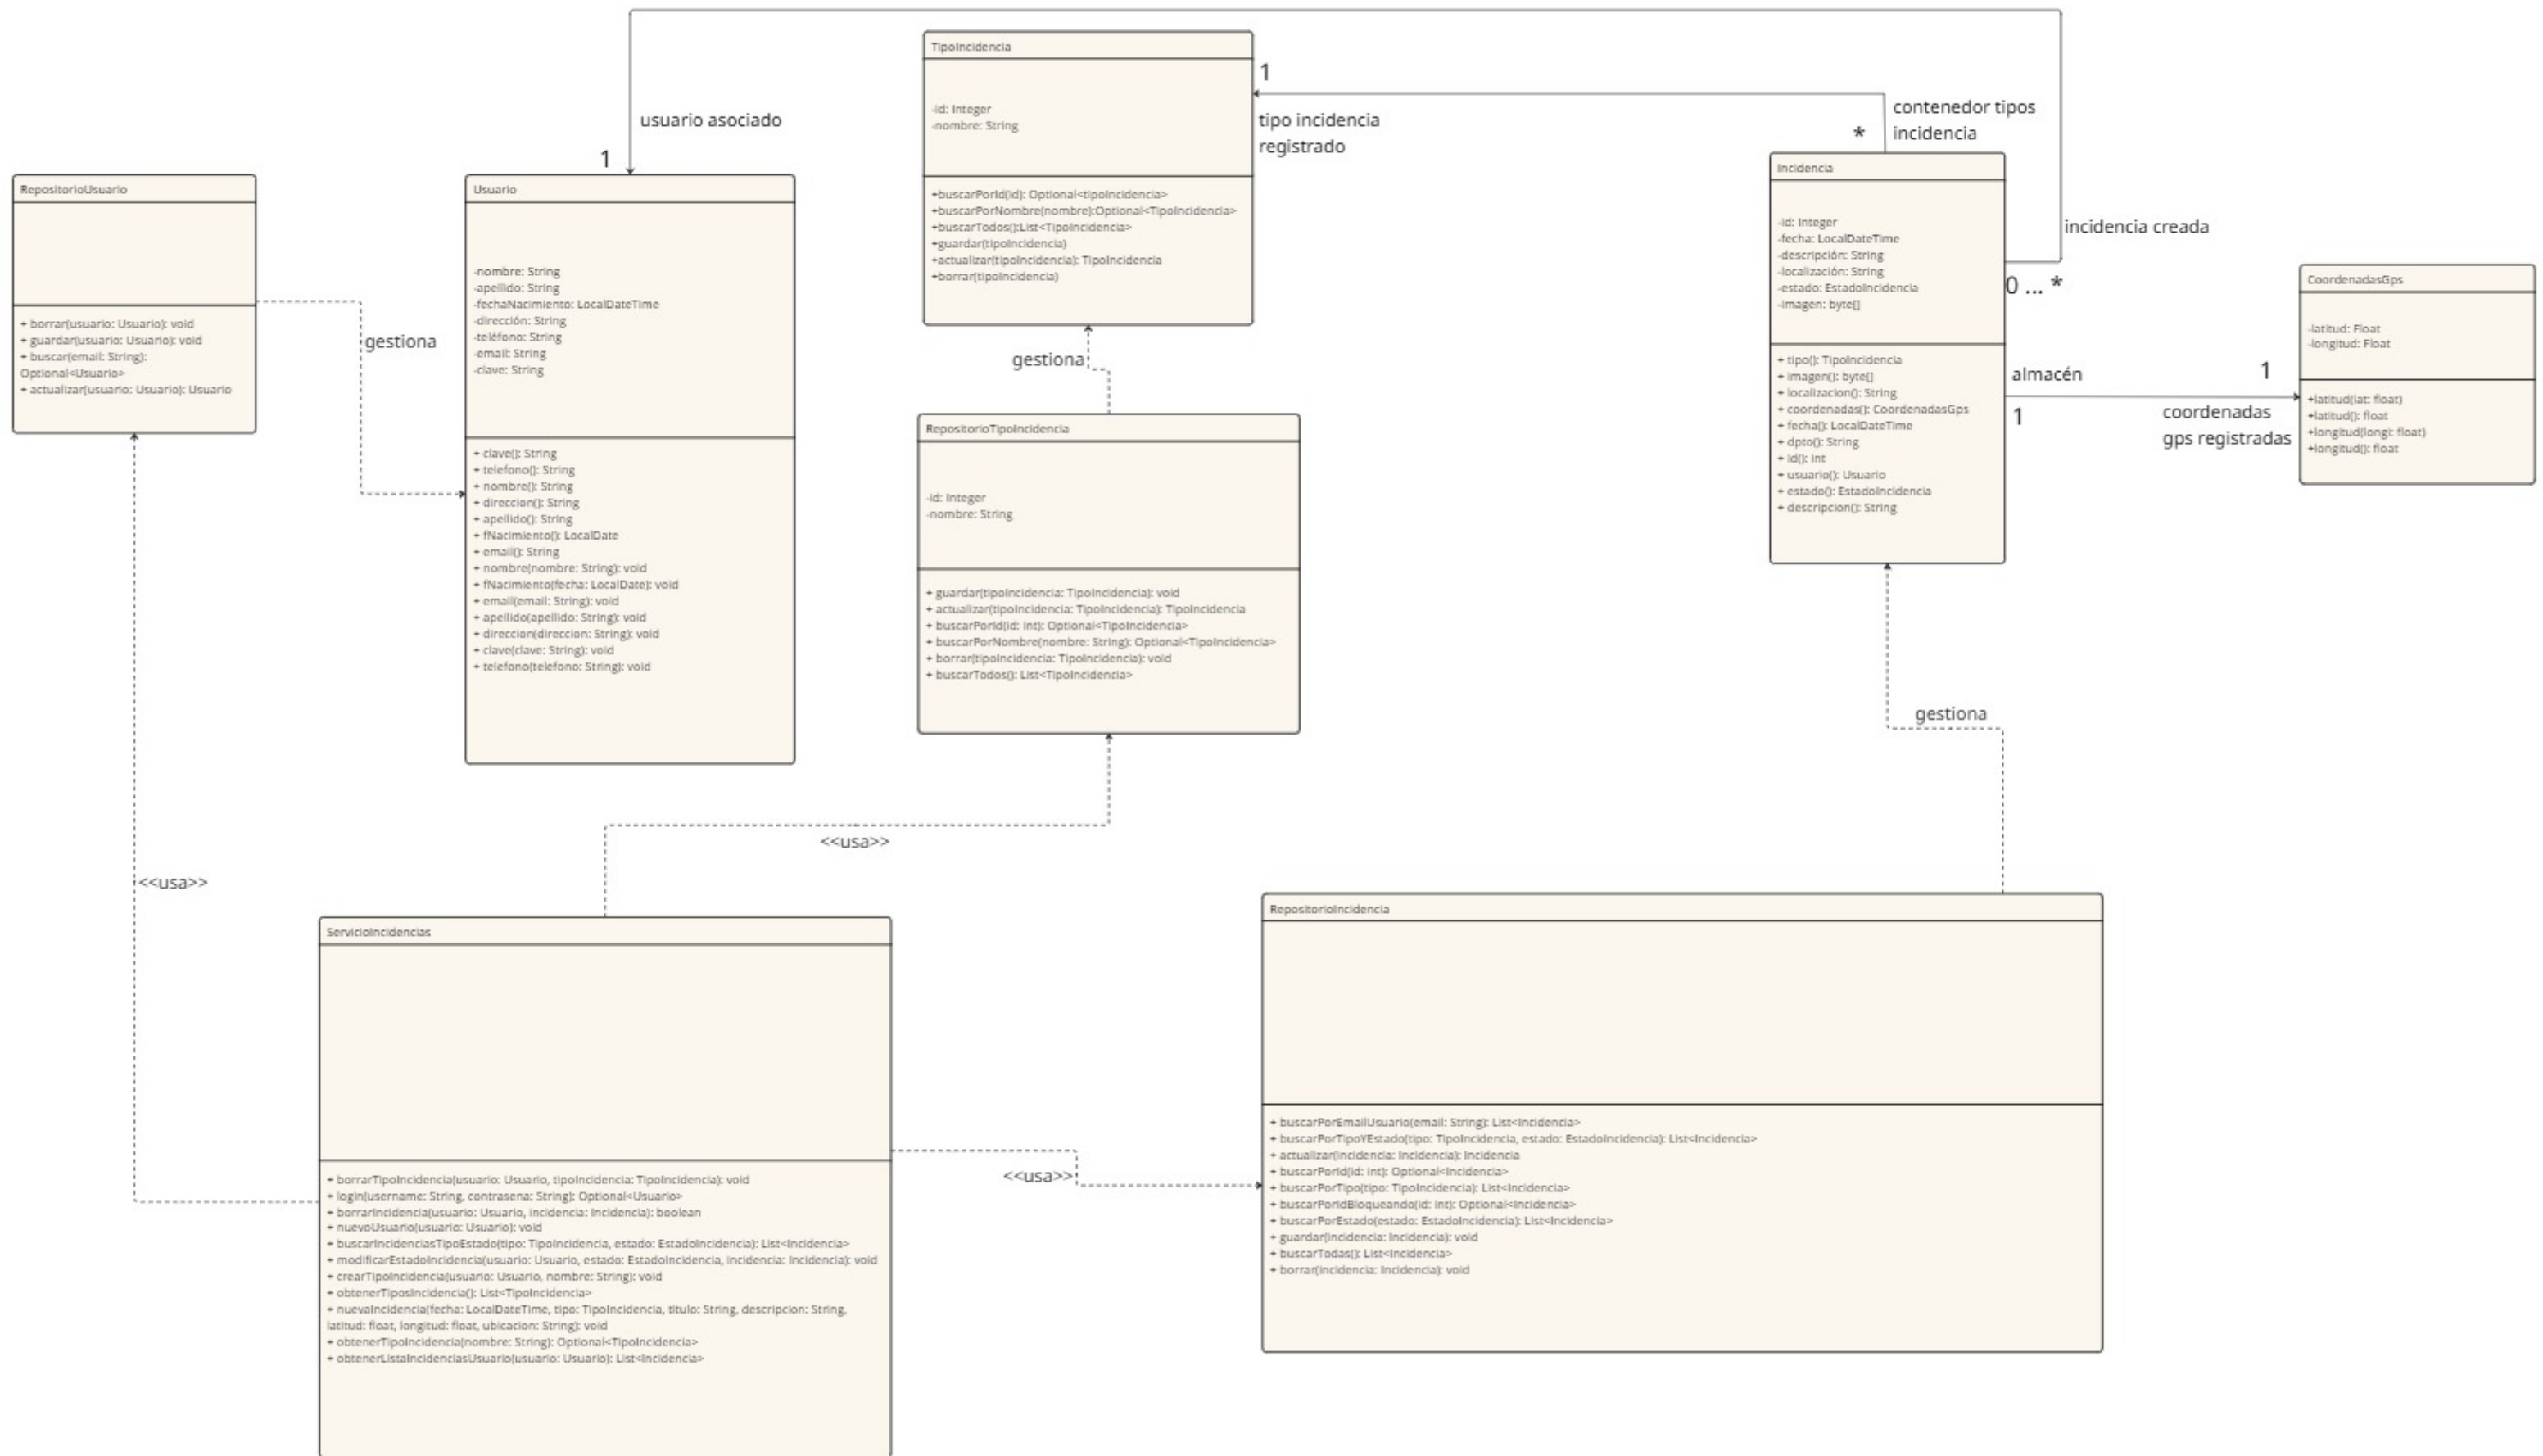 usuario asociado
1
TipoIncidencia
-id: Integer
-nombre: String
+buscarPorId(id): Optional<tipoIncidencia>
+buscarPorNombre(nombre):Optional<TipoIncidencia>
+buscarTodos():List<TipoIncidencia>
+guardar(tipoIncidencia)
+actualizar(tipoIncidencia): TipoIncidencia
+borrar(tipoIncidencia)
1
tipo incidencia
registrado
contenedor tipos
incidencia
*
RepositorioUsuario
+ borrar(usuario: Usuario): void
+ guardar(usuario: Usuario): void
+ buscar(email: String):
Optional<Usuario>
+ actualizar(usuario: Usuario): Usuario
gestiona
Usuario
-nombre: String
-apellido: String
-fechaNacimiento: LocalDateTime
-dirección: String
-teléfono: String
-email: String
-clave: String
+ clave(): String
+ telefono(): String
+ nombre(): String
+ direccion(): String
+ apellido(): String
+ fNacimiento(): LocalDate
+ email(): String
+ nombre(nombre: String): void
+ fNacimiento(fecha: LocalDate): void
+ email(email: String): void
+ apellido(apellido: String): void
+ direccion(direccion: String): void
+ clave(clave: String): void
+ telefono(telefono: String): void
gestiona
RepositorioTipoIncidencia
-id: Integer
-nombre: String
+ guardar(tipoIncidencia: TipoIncidencia): void
+ actualizar(tipoIncidencia: TipoIncidencia): TipoIncidencia
+ buscarPorId(id: int): Optional<TipoIncidencia>
+ buscarPorNombre(nombre: String): Optional<TipoIncidencia>
+ borrar(tipoIncidencia: TipoIncidencia): void
+ buscarTodos(): List<TipoIncidencia>
Incidencia
-id: Integer
-fecha: LocalDateTime
-descripción: String
-localización: String
-estado: EstadoIncidencia
-imagen: byte[]
+ tipo(): TipoIncidencia
+ imagen(): byte[]
+ localizacion(): String
+ coordenadas(): CoordenadasGps
+ fecha(): LocalDateTime
+ dpto(): String
+ id(): int
+ usuario(): Usuario
+ estado(): EstadoIncidencia
+ descripcion(): String
incidencia creada
0 ... *
almacén
1
1
coordenadas
gps registradas
CoordenadasGps
-latitud: Float
-longitud: Float
+latitud(lat: float)
+latitud(): float
+longitud(longi: float)
+longitud(): float
gestiona
<<usa>>
<<usa>>
ServicioIncidencias
+ borrarTipoIncidencia(usuario: Usuario, tipoIncidencia: TipoIncidencia): void
+ login(username: String, contrasena: String): Optional<Usuario>
+ borrarIncidencia(usuario: Usuario, incidencia: Incidencia): boolean
+ nuevoUsuario(usuario: Usuario): void
+ buscarIncidenciasTipoEstado(tipo: TipoIncidencia, estado: EstadoIncidencia): List<Incidencia>
+ modificarEstadoIncidencia(usuario: Usuario, estado: EstadoIncidencia, incidencia: Incidencia): void
+ crearTipoIncidencia(usuario: Usuario, nombre: String): void
+ obtenerTiposIncidencia(): List<TipoIncidencia>
+ nuevaIncidencia(fecha: LocalDateTime, tipo: TipoIncidencia, titulo: String, descripcion: String,
latitud: float, longitud: float, ubicacion: String): void
+ obtenerTipoIncidencia(nombre: String): Optional<TipoIncidencia>
+ obtenerListaIncidenciasUsuario(usuario: Usuario): List<Incidencia>
<<usa>>
RepositorioIncidencia
+ buscarPorEmailUsuario(email: String): List<Incidencia>
+ buscarPorTipoYEstado(tipo: TipoIncidencia, estado: EstadoIncidencia): List<Incidencia>
+ actualizar(incidencia: Incidencia): Incidencia
+ buscarPorId(id: int): Optional<Incidencia>
+ buscarPorTipo(tipo: TipoIncidencia): List<Incidencia>
+ buscarPorIdBloqueando(id: int): Optional<Incidencia>
+ buscarPorEstado(estado: EstadoIncidencia): List<Incidencia>
+ guardar(incidencia: Incidencia): void
+ buscarTodas(): List<Incidencia>
+ borrar(incidencia: Incidencia): void